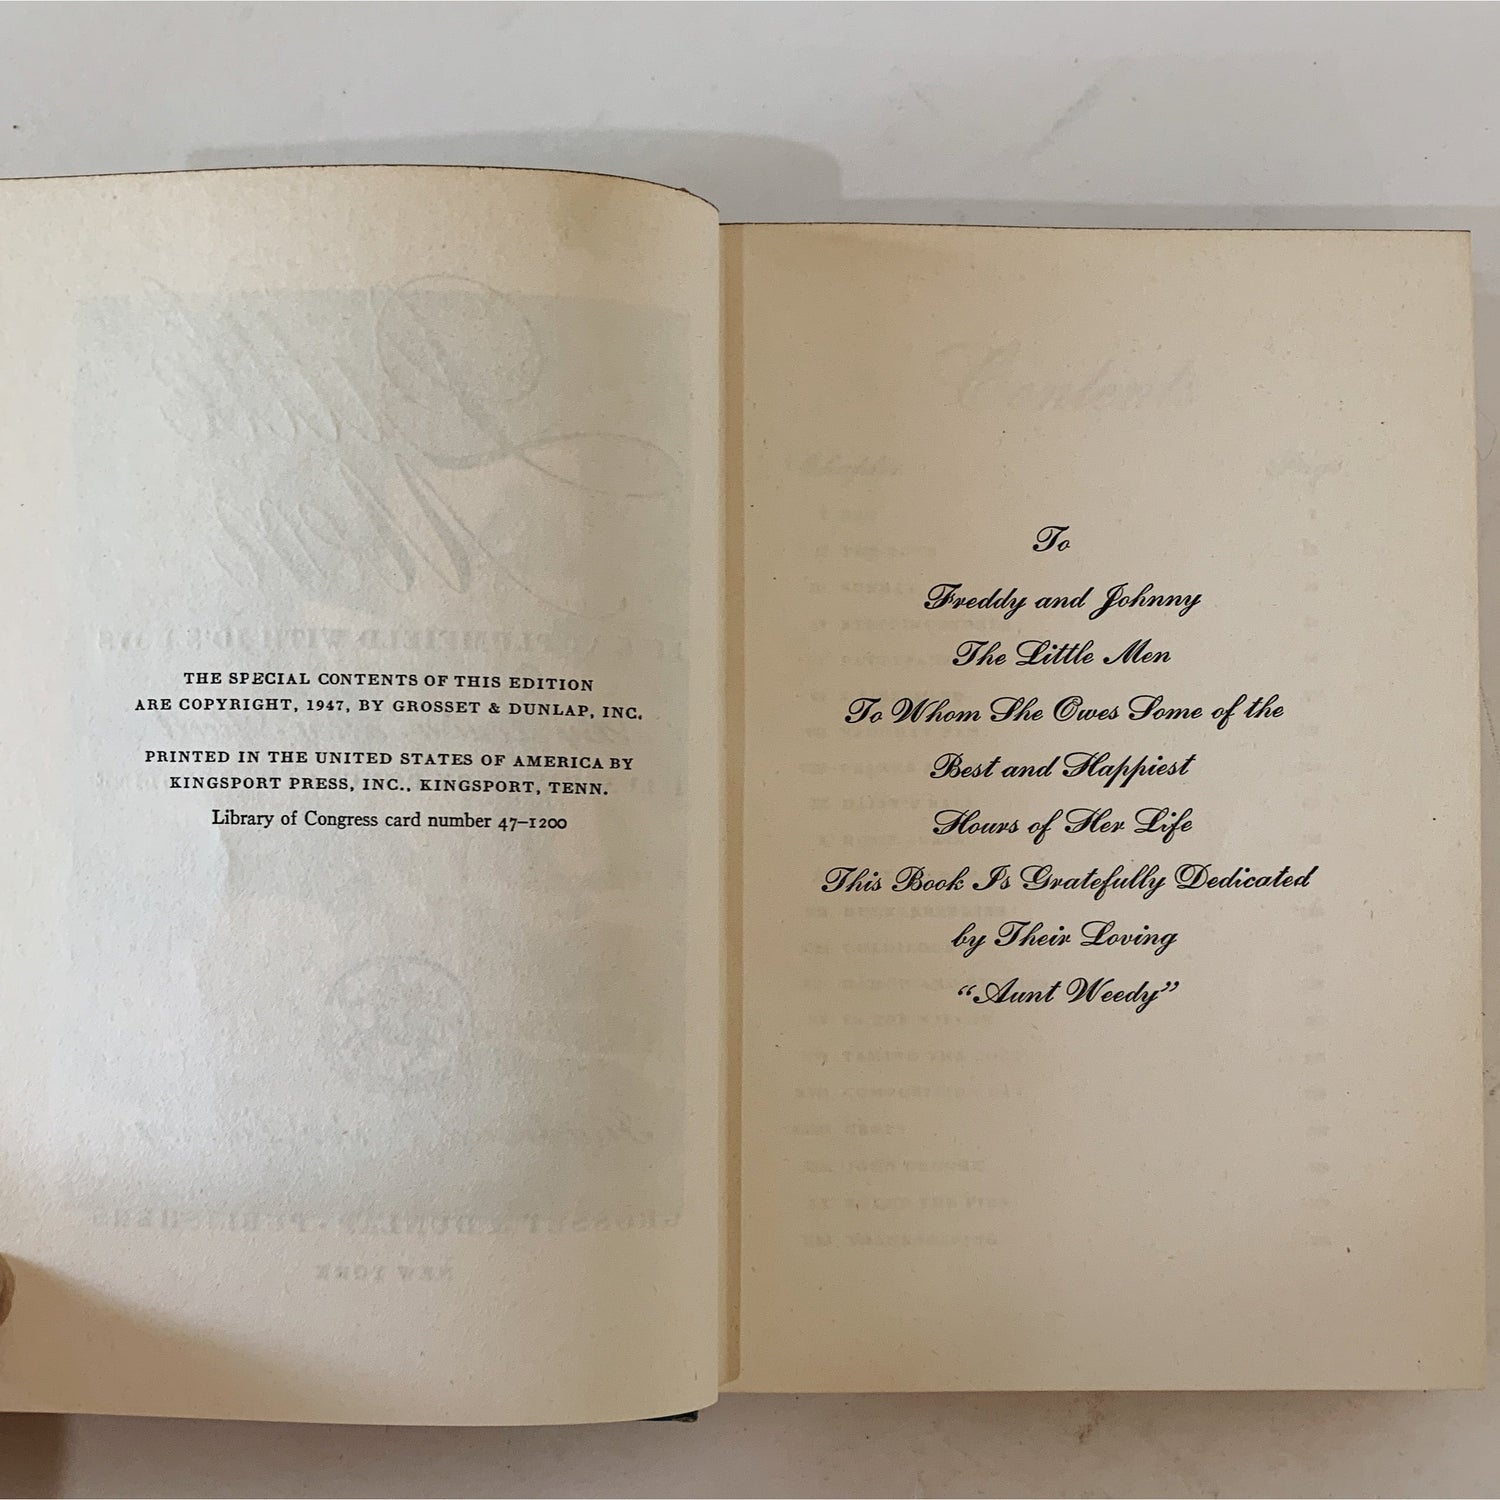 THE SPECIAL CONTENTS OF THIS EDITION
ARE COPYRIGHT, 1947, BY GROSSET & DUNLAP, INC.
PRINTED IN THE UNITED STATES OF AMERICA BY
KINGSPORT PRESS, INC., KINGSPORT, TENN.
Library of Congress card number 47–1200
To
Freddy and Johnny
The Little Men
To Whom She Owes Some of the
Best and Happiest
Hours of Her Life
This Book Is Gratefully Dedicated
by Their Loving
“Aunt Weedy”